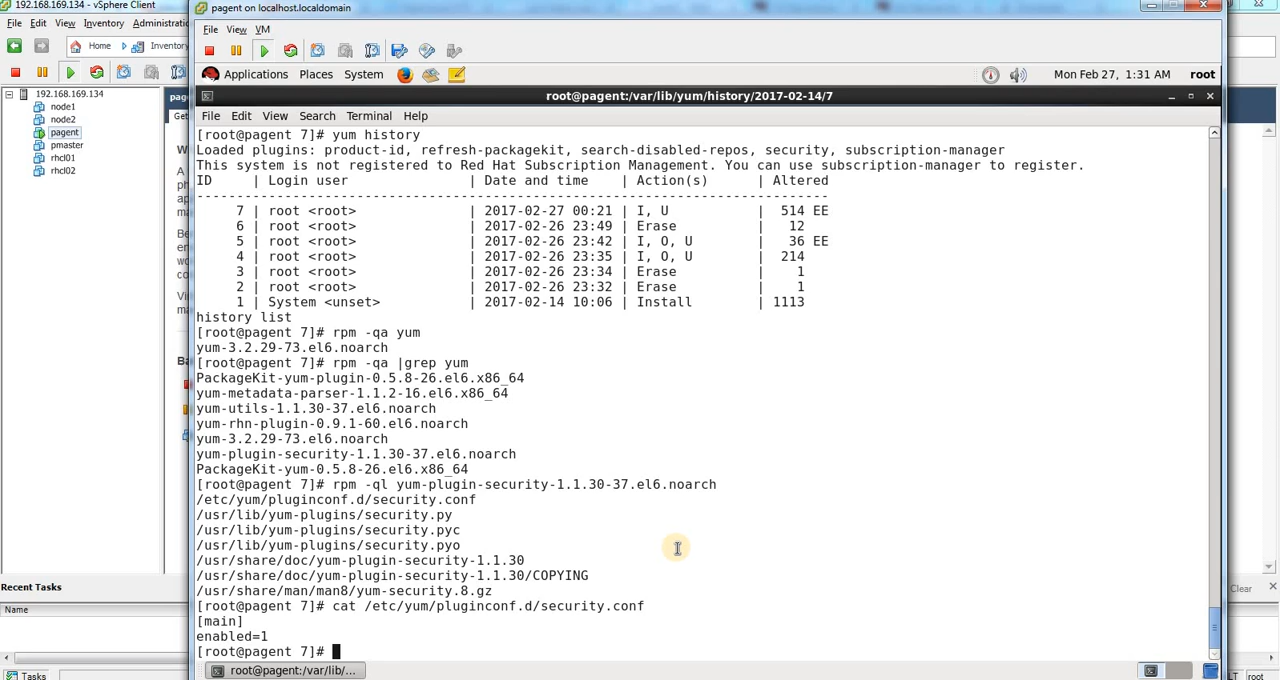 192.168.169.134 - vSphere Client
pagent on localhost.localdomain
File Edit View Inventory Administra
File View VM
Home
Inventory
Applications Places System
Mon Feb 27, 1:31 AM root
192.168.169.134
node1
node2
pagent
pmaster
rhcl01
rhcl02
root@pagent:/var/lib/yum/history/2017-02-14/7
File Edit View Search Terminal Help
[root@pagent 7]# yum history
Loaded plugins: product-id, refresh-packagekit, search-disabled-repos, security, subscription-manager
This system is not registered to Red Hat Subscription Management. You can use subscription-manager to register.
ID | Login user | Date and time | Action(s) | Altered
-------------------------------------------------------------------------------
7 | root <root> | 2017-02-27 00:21 | I, U | 514 EE
6 | root <root> | 2017-02-26 23:49 | Erase | 12
5 | root <root> | 2017-02-26 23:42 | I, O, U | 36 EE
4 | root <root> | 2017-02-26 23:35 | I, O, U | 214
3 | root <root> | 2017-02-26 23:34 | Erase | 1
2 | root <root> | 2017-02-26 23:32 | Erase | 1
1 | System <unset> | 2017-02-14 10:06 | Install | 1113
history list
[root@pagent 7]# rpm -qa yum
yum-3.2.29-73.el6.noarch
[root@pagent 7]# rpm -qa |grep yum
PackageKit-yum-plugin-0.5.8-26.el6.x86_64
yum-metadata-parser-1.1.2-16.el6.x86_64
yum-utils-1.1.30-37.el6.noarch
yum-rhn-plugin-0.9.1-60.el6.noarch
yum-3.2.29-73.el6.noarch
yum-plugin-security-1.1.30-37.el6.noarch
PackageKit-yum-0.5.8-26.el6.x86_64
[root@pagent 7]# rpm -ql yum-plugin-security-1.1.30-37.el6.noarch
/etc/yum/pluginconf.d/security.conf
/usr/lib/yum-plugins/security.py
/usr/lib/yum-plugins/security.pyc
/usr/lib/yum-plugins/security.pyo
/usr/share/doc/yum-plugin-security-1.1.30
/usr/share/doc/yum-plugin-security-1.1.30/COPYING
/usr/share/man/man8/yum-security.8.gz
[root@pagent 7]# cat /etc/yum/pluginconf.d/security.conf
[main]
enabled=1
[root@pagent 7]#
Recent Tasks
Name
Clear
Tasks
root@pagent:/var/lib/...
root